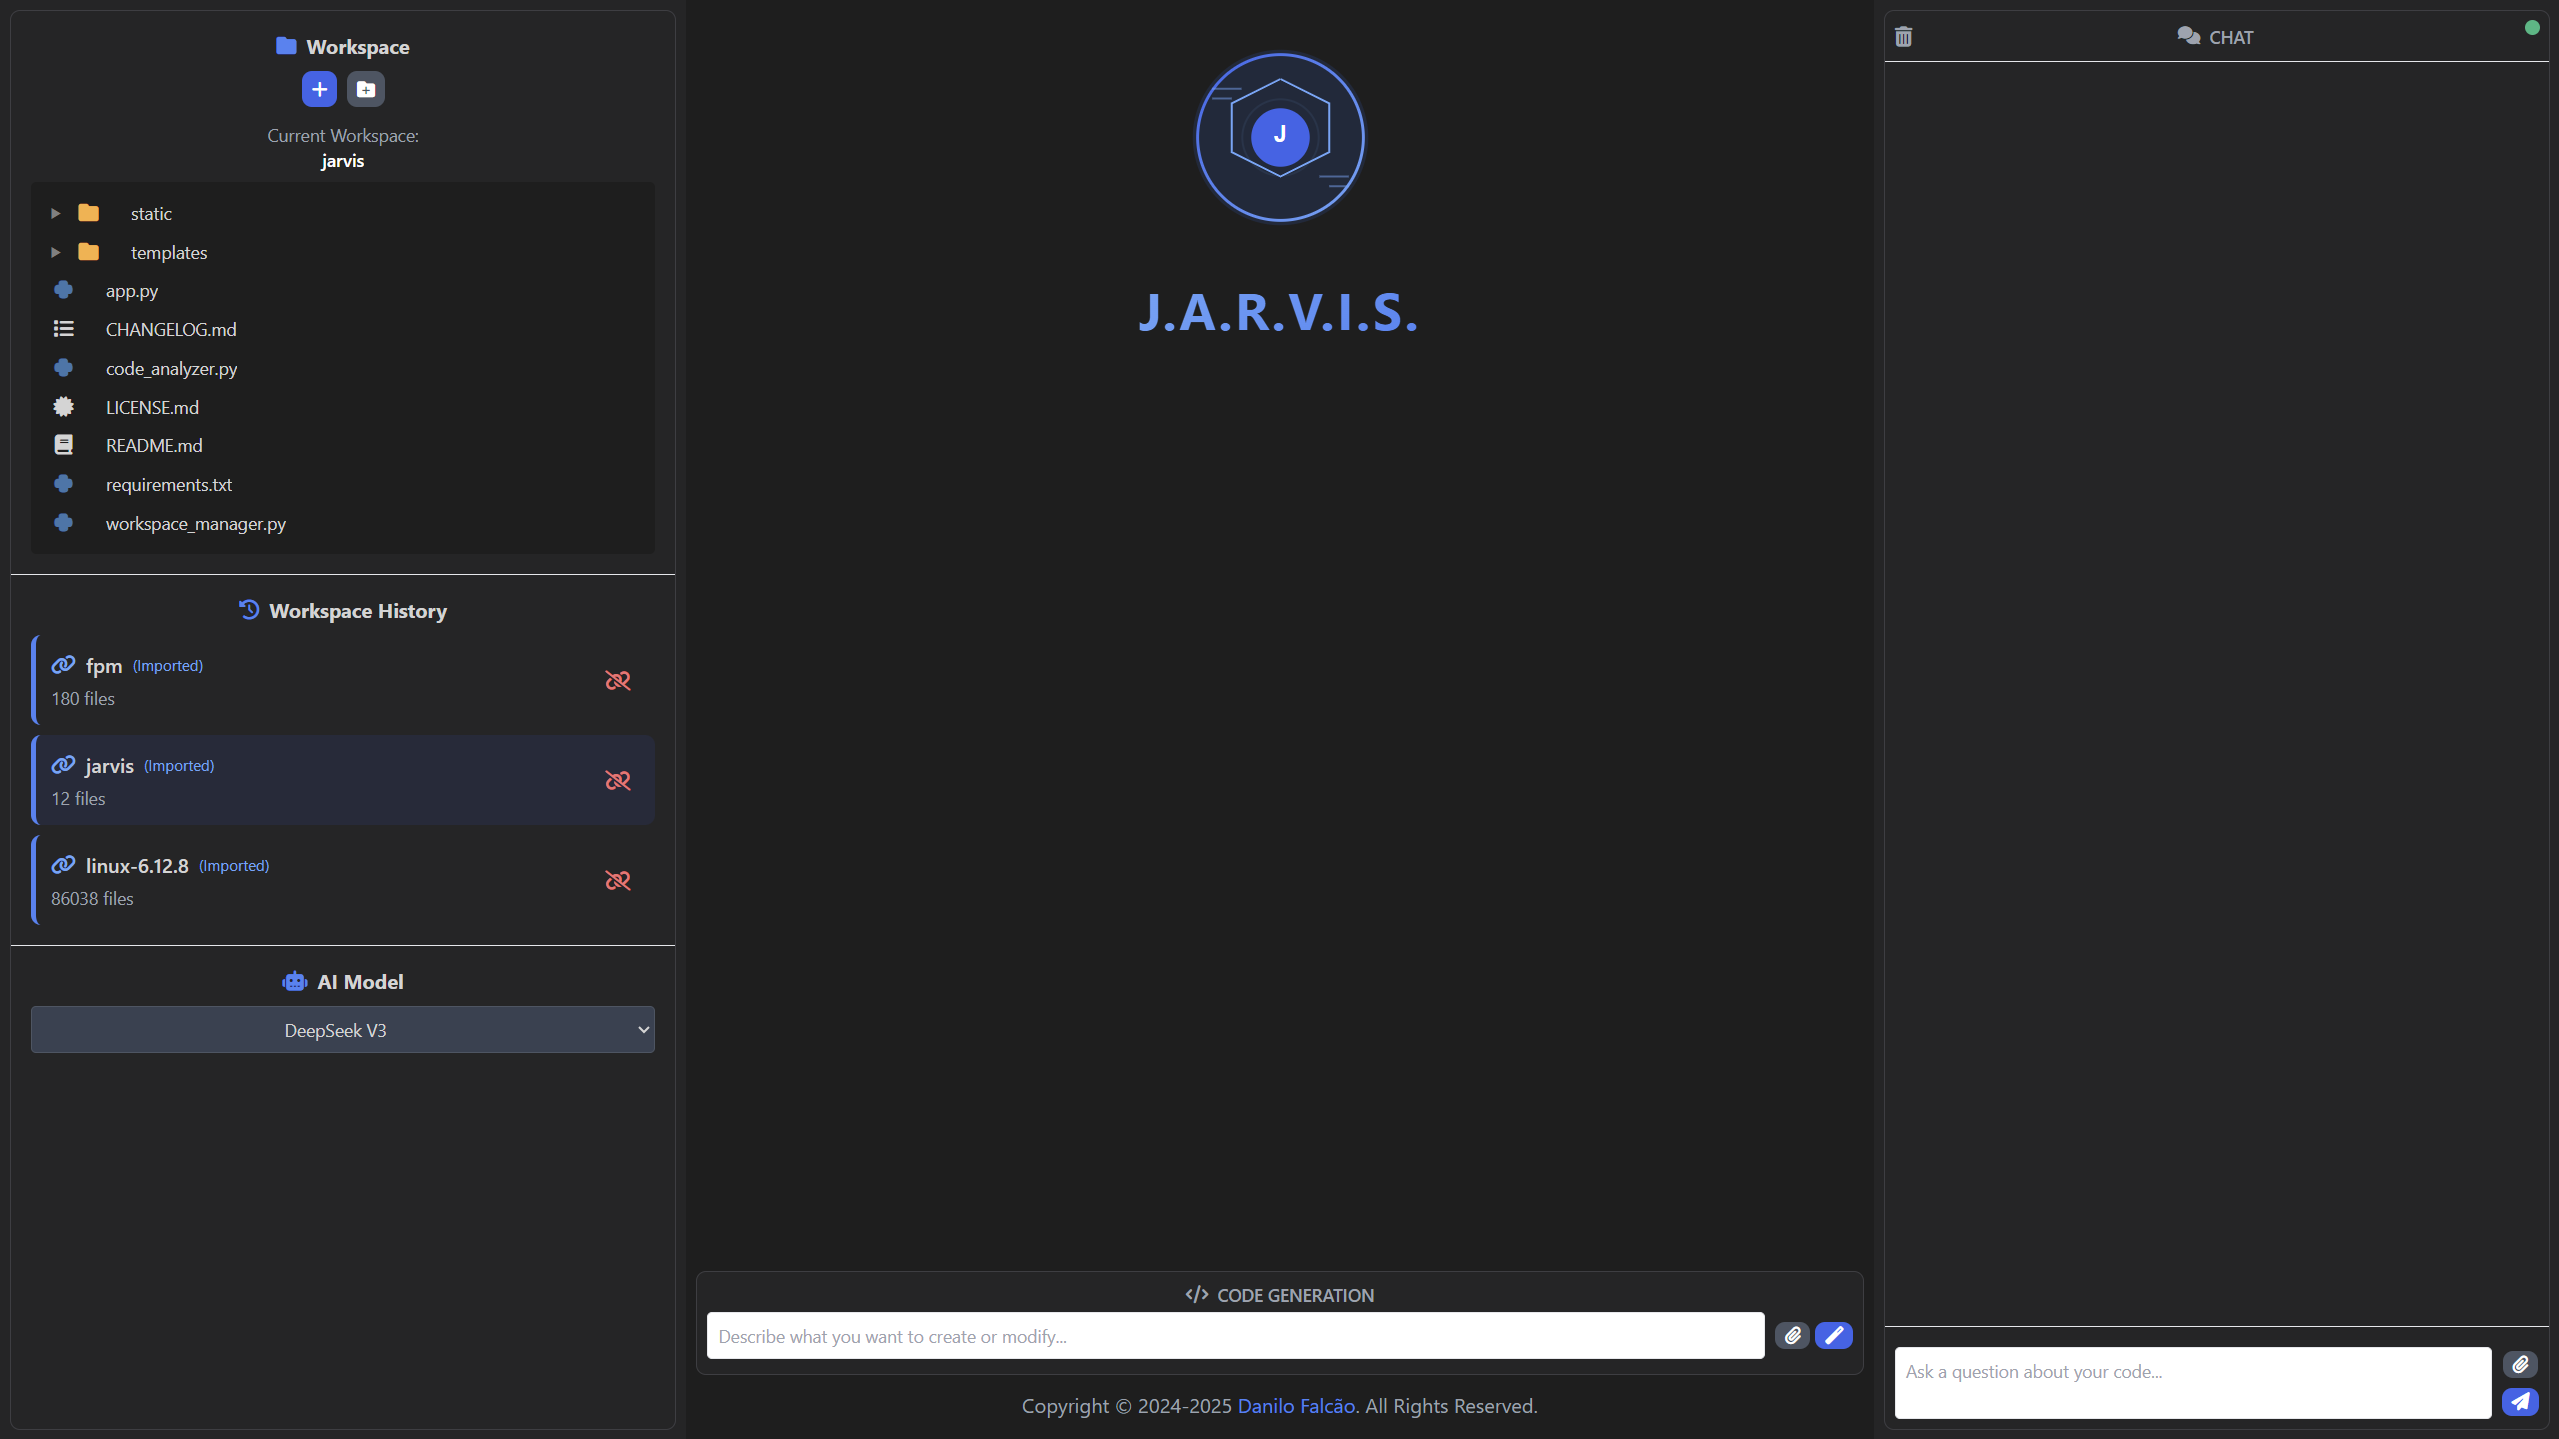 Workspace
Current Workspace:
jarvis
static
templates
app.py
CHANGELOG.md
code_analyzer.py
LICENSE.md
README.md
requirements.txt
workspace_manager.py
Workspace History
fpm (Imported)
180 files
jarvis (Imported)
12 files
linux-6.12.8 (Imported)
86038 files
AI Model
DeepSeek V3
J
J.A.R.V.I.S.
</> CODE GENERATION
Describe what you want to create or modify...
Copyright © 2024-2025 Danilo Falcão. All Rights Reserved.
CHAT
Ask a question about your code...